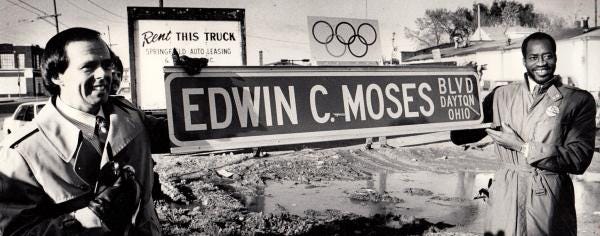 Rent THIS TRUCK
SPRINGFIELD AUTO LEASING
EDWIN C. MOSES BLVD
DAYTON
OHIO